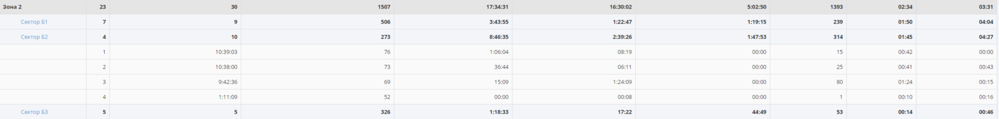 Зона 2 23 30 1507 17:34:31 16:30:02 5:02:50 1393 02:34 03:31
Сектор Б1 7 9 506 3:43:55 1:22:47 1:19:15 239 01:50 04:04
Сектор Б2 4 10 273 8:46:35 2:39:26 1:47:53 314 01:45 04:27
1 10:39:03 76 1:06:04 08:19 00:00 15 00:42 00:00
2 10:38:00 73 36:44 06:11 00:00 25 00:41 00:43
3 9:42:36 69 15:09 1:24:09 00:00 80 01:24 00:15
4 1:11:09 52 00:00 00:08 00:00 1 00:10 00:16
Сектор Б3 5 5 326 1:18:33 17:22 44:49 53 00:14 00:46